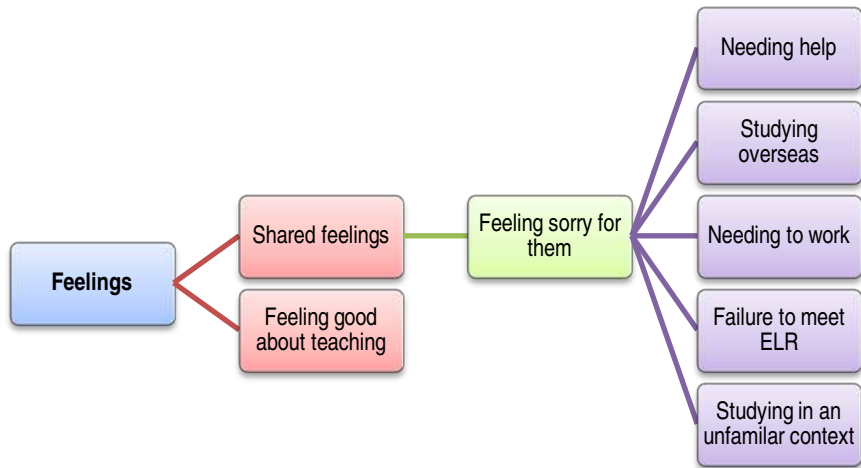 Feelings
Shared feelings
Feeling good
about teaching
Feeling sorry for
them
Needing help
Studying
overseas
Needing to work
Failure to meet
ELR
Studying in an
unfamilar context